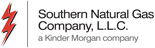 Southern Natural Gas
Company, L.L.C.
a Kinder Morgan company